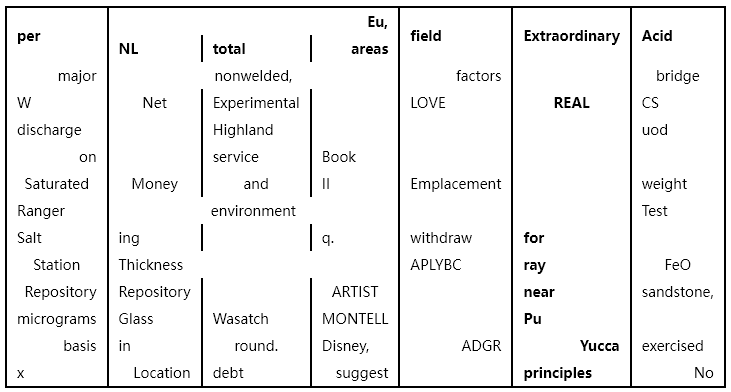 Eu,
per field Extraordinary Acid
NL total areas
major nonwelded, factors bridge
W Net Experimental LOVE REAL CS
discharge Highland uod
on service Book
Saturated Money and II Emplacement weight
Ranger environment Test
Salt ing q. withdraw for
Station Thickness APLYBC ray FeO
Repository Repository ARTIST near sandstone,
micrograms Glass Wasatch MONTELL Pu
basis in round. Disney, ADGR Yucca exercised
x Location debt suggest principles No